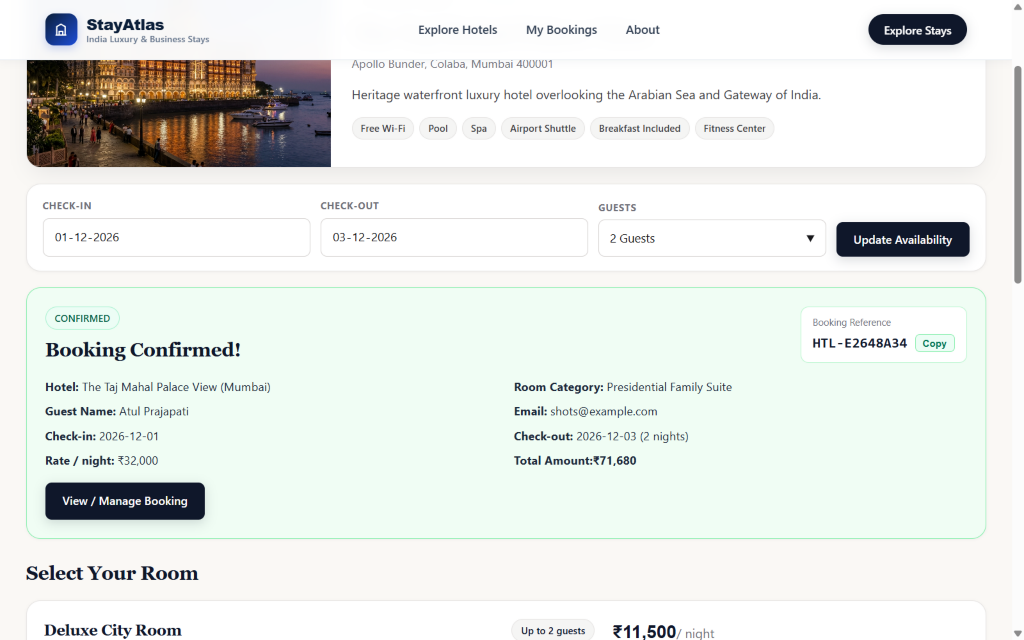 StayAtlas
India Luxury & Business Stays
Explore Hotels
My Bookings
About
Explore Stays
Apollo Bunder, Colaba, Mumbai 400001
Heritage waterfront luxury hotel overlooking the Arabian Sea and Gateway of India.
Free Wi-Fi
Pool
Spa
Airport Shuttle
Breakfast Included
Fitness Center
CHECK-IN
CHECK-OUT
GUESTS
01-12-2026
03-12-2026
2 Guests
Update Availability
CONFIRMED
Booking Confirmed!
Booking Reference
HTL-E2648A34
Copy
Hotel: The Taj Mahal Palace View (Mumbai)
Room Category: Presidential Family Suite
Guest Name: Atul Prajapati
Email: shots@example.com
Check-in: 2026-12-01
Check-out: 2026-12-03 (2 nights)
Rate / night: ₹32,000
Total Amount:₹71,680
View / Manage Booking
Select Your Room
Deluxe City Room
Up to 2 guests
₹11,500/ night